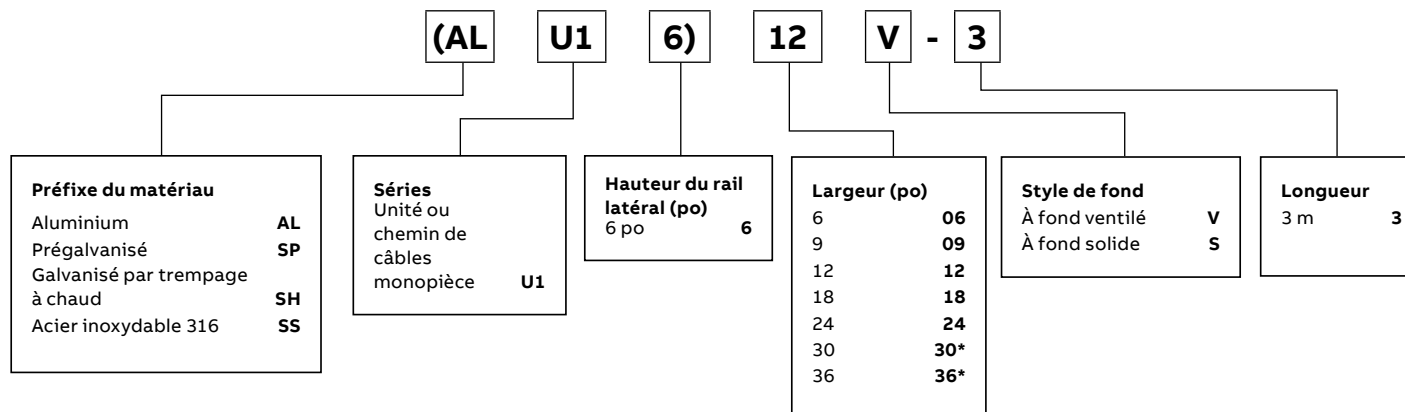 (AL U1 6) 12 V - 3
Préfixe du matériau
Aluminium AL
Prégalvanisé SP
Galvanisé par trempage
à chaud SH
Acier inoxydable 316 SS
Séries
Unité ou
chemin de
câbles
monopièce U1
Hauteur du rail
latéral (po)
6 po 6
Largeur (po)
6 06
9 09
12 12
18 18
24 24
30 30*
36 36*
Style de fond
À fond ventilé V
À fond solide S
Longueur
3 m 3